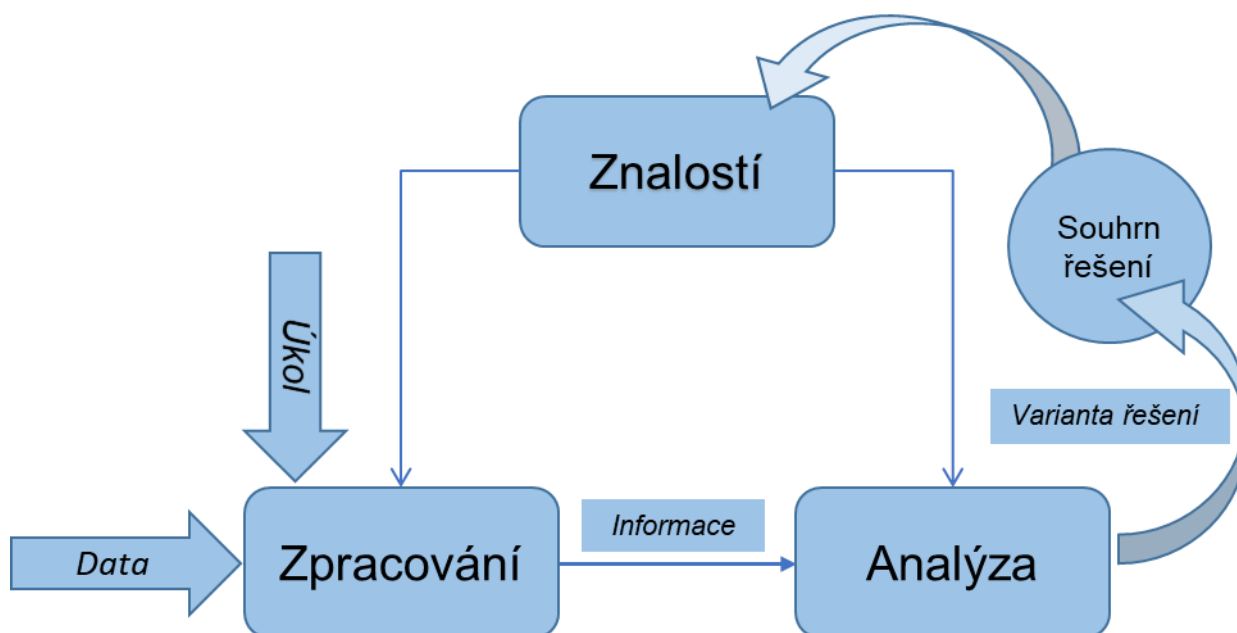 Znalostí
Souhrn
řešení
Úkol
Varianta řešení
Informace
Data
Zpracování
Analýza